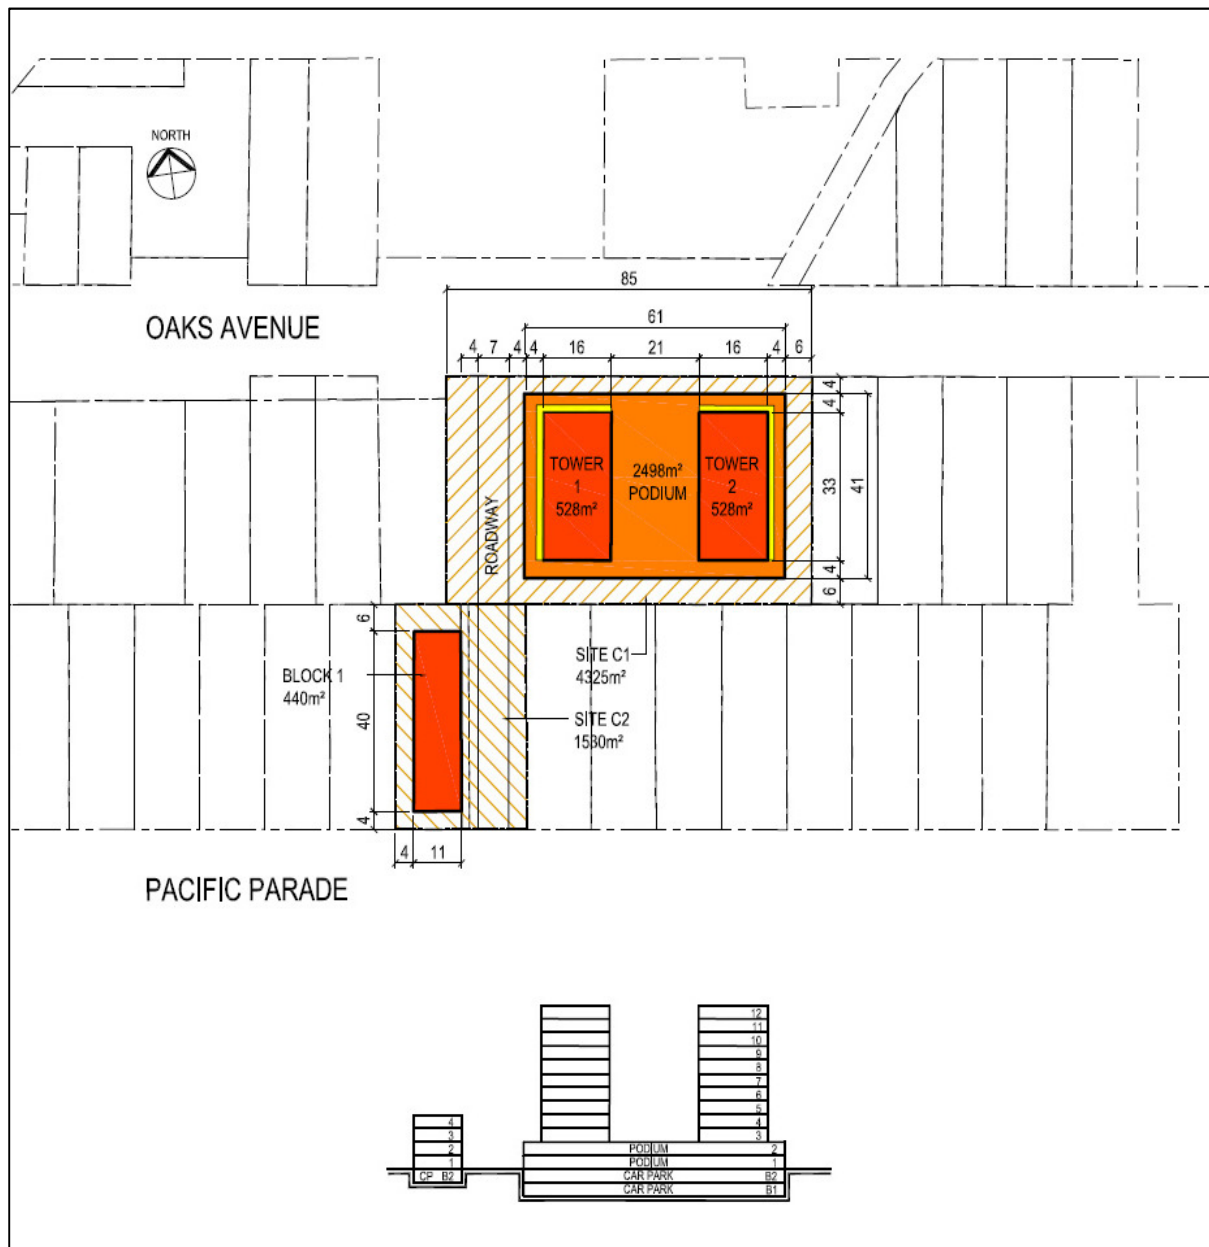 NORTH
85
OAKS AVENUE
61
4 7 4 4 16 21 16 4 6
4
4
TOWER
1
528m²
2498m²
PODIUM
TOWER
2
528m²
33
41
ROADWAY
4
6
6
BLOCK 1
440m²
SITE C1
4325m²
40
SITE C2
1530m²
4
4 11
PACIFIC PARADE
12
11
10
9
8
7
6
5
4
3
4
3
2
1
CP B2
PODIUM 2
PODIUM 1
CAR PARK B2
CAR PARK B1